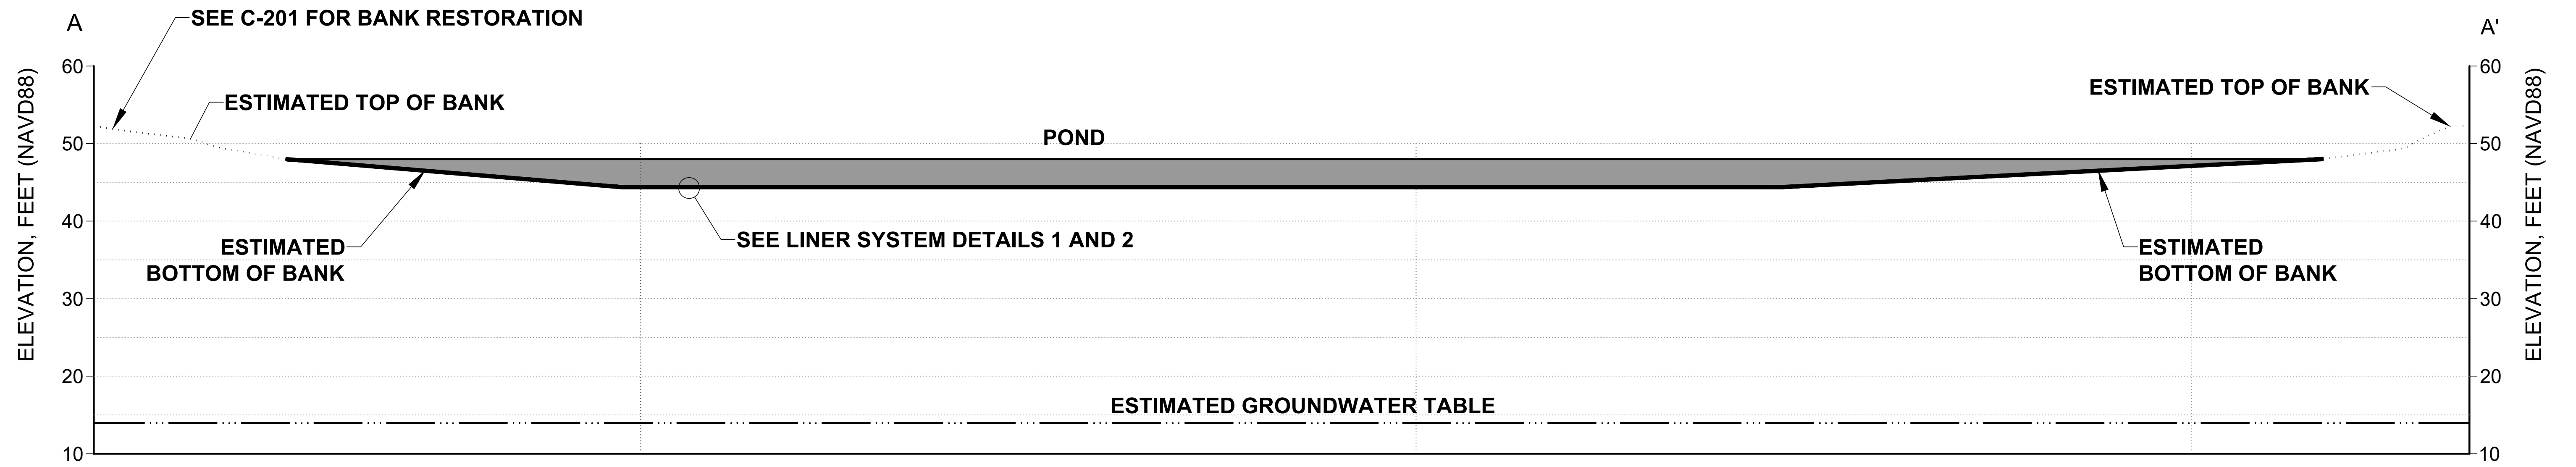 A
SEE C-201 FOR BANK RESTORATION
A'
60
60
ESTIMATED TOP OF BANK
ESTIMATED TOP OF BANK
ELEVATION, FEET (NAVD88)
ELEVATION, FEET (NAVD88)
POND
50
50
40
40
SEE LINER SYSTEM DETAILS 1 AND 2
ESTIMATED
BOTTOM OF BANK
ESTIMATED
BOTTOM OF BANK
30
30
20
20
ESTIMATED GROUNDWATER TABLE
10
10